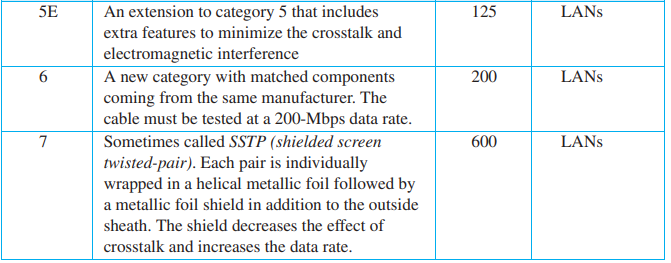 5E An extension to category 5 that includes 125 LANs
extra features to minimize the crosstalk and
electromagnetic interference
6 A new category with matched components 200 LANs
coming from the same manufacturer. The
cable must be tested at a 200-Mbps data rate.
7 Sometimes called SSTP (shielded screen 600 LANs
twisted-pair). Each pair is individually
wrapped in a helical metallic foil followed by
a metallic foil shield in addition to the outside
sheath. The shield decreases the effect of
crosstalk and increases the data rate.